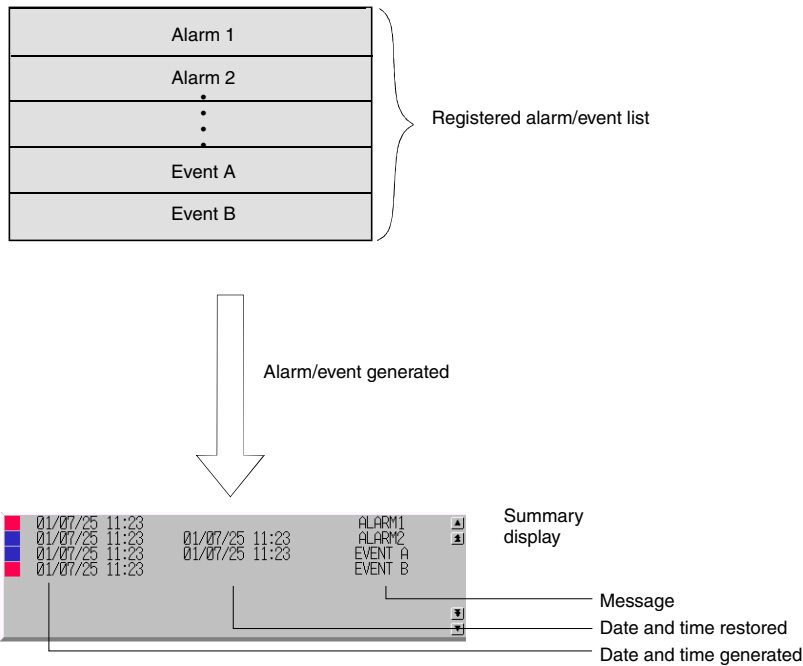 Alarm 1
Alarm 2
Registered alarm/event list
Event A
Event B
Alarm/event generated
01/07/25 11:23 ALARM1
01/07/25 11:23 01/07/25 11:23 ALARM2
01/07/25 11:23 01/07/25 11:23 EVENT A
01/07/25 11:23 EVENT B
Summary
display
Message
Date and time restored
Date and time generated